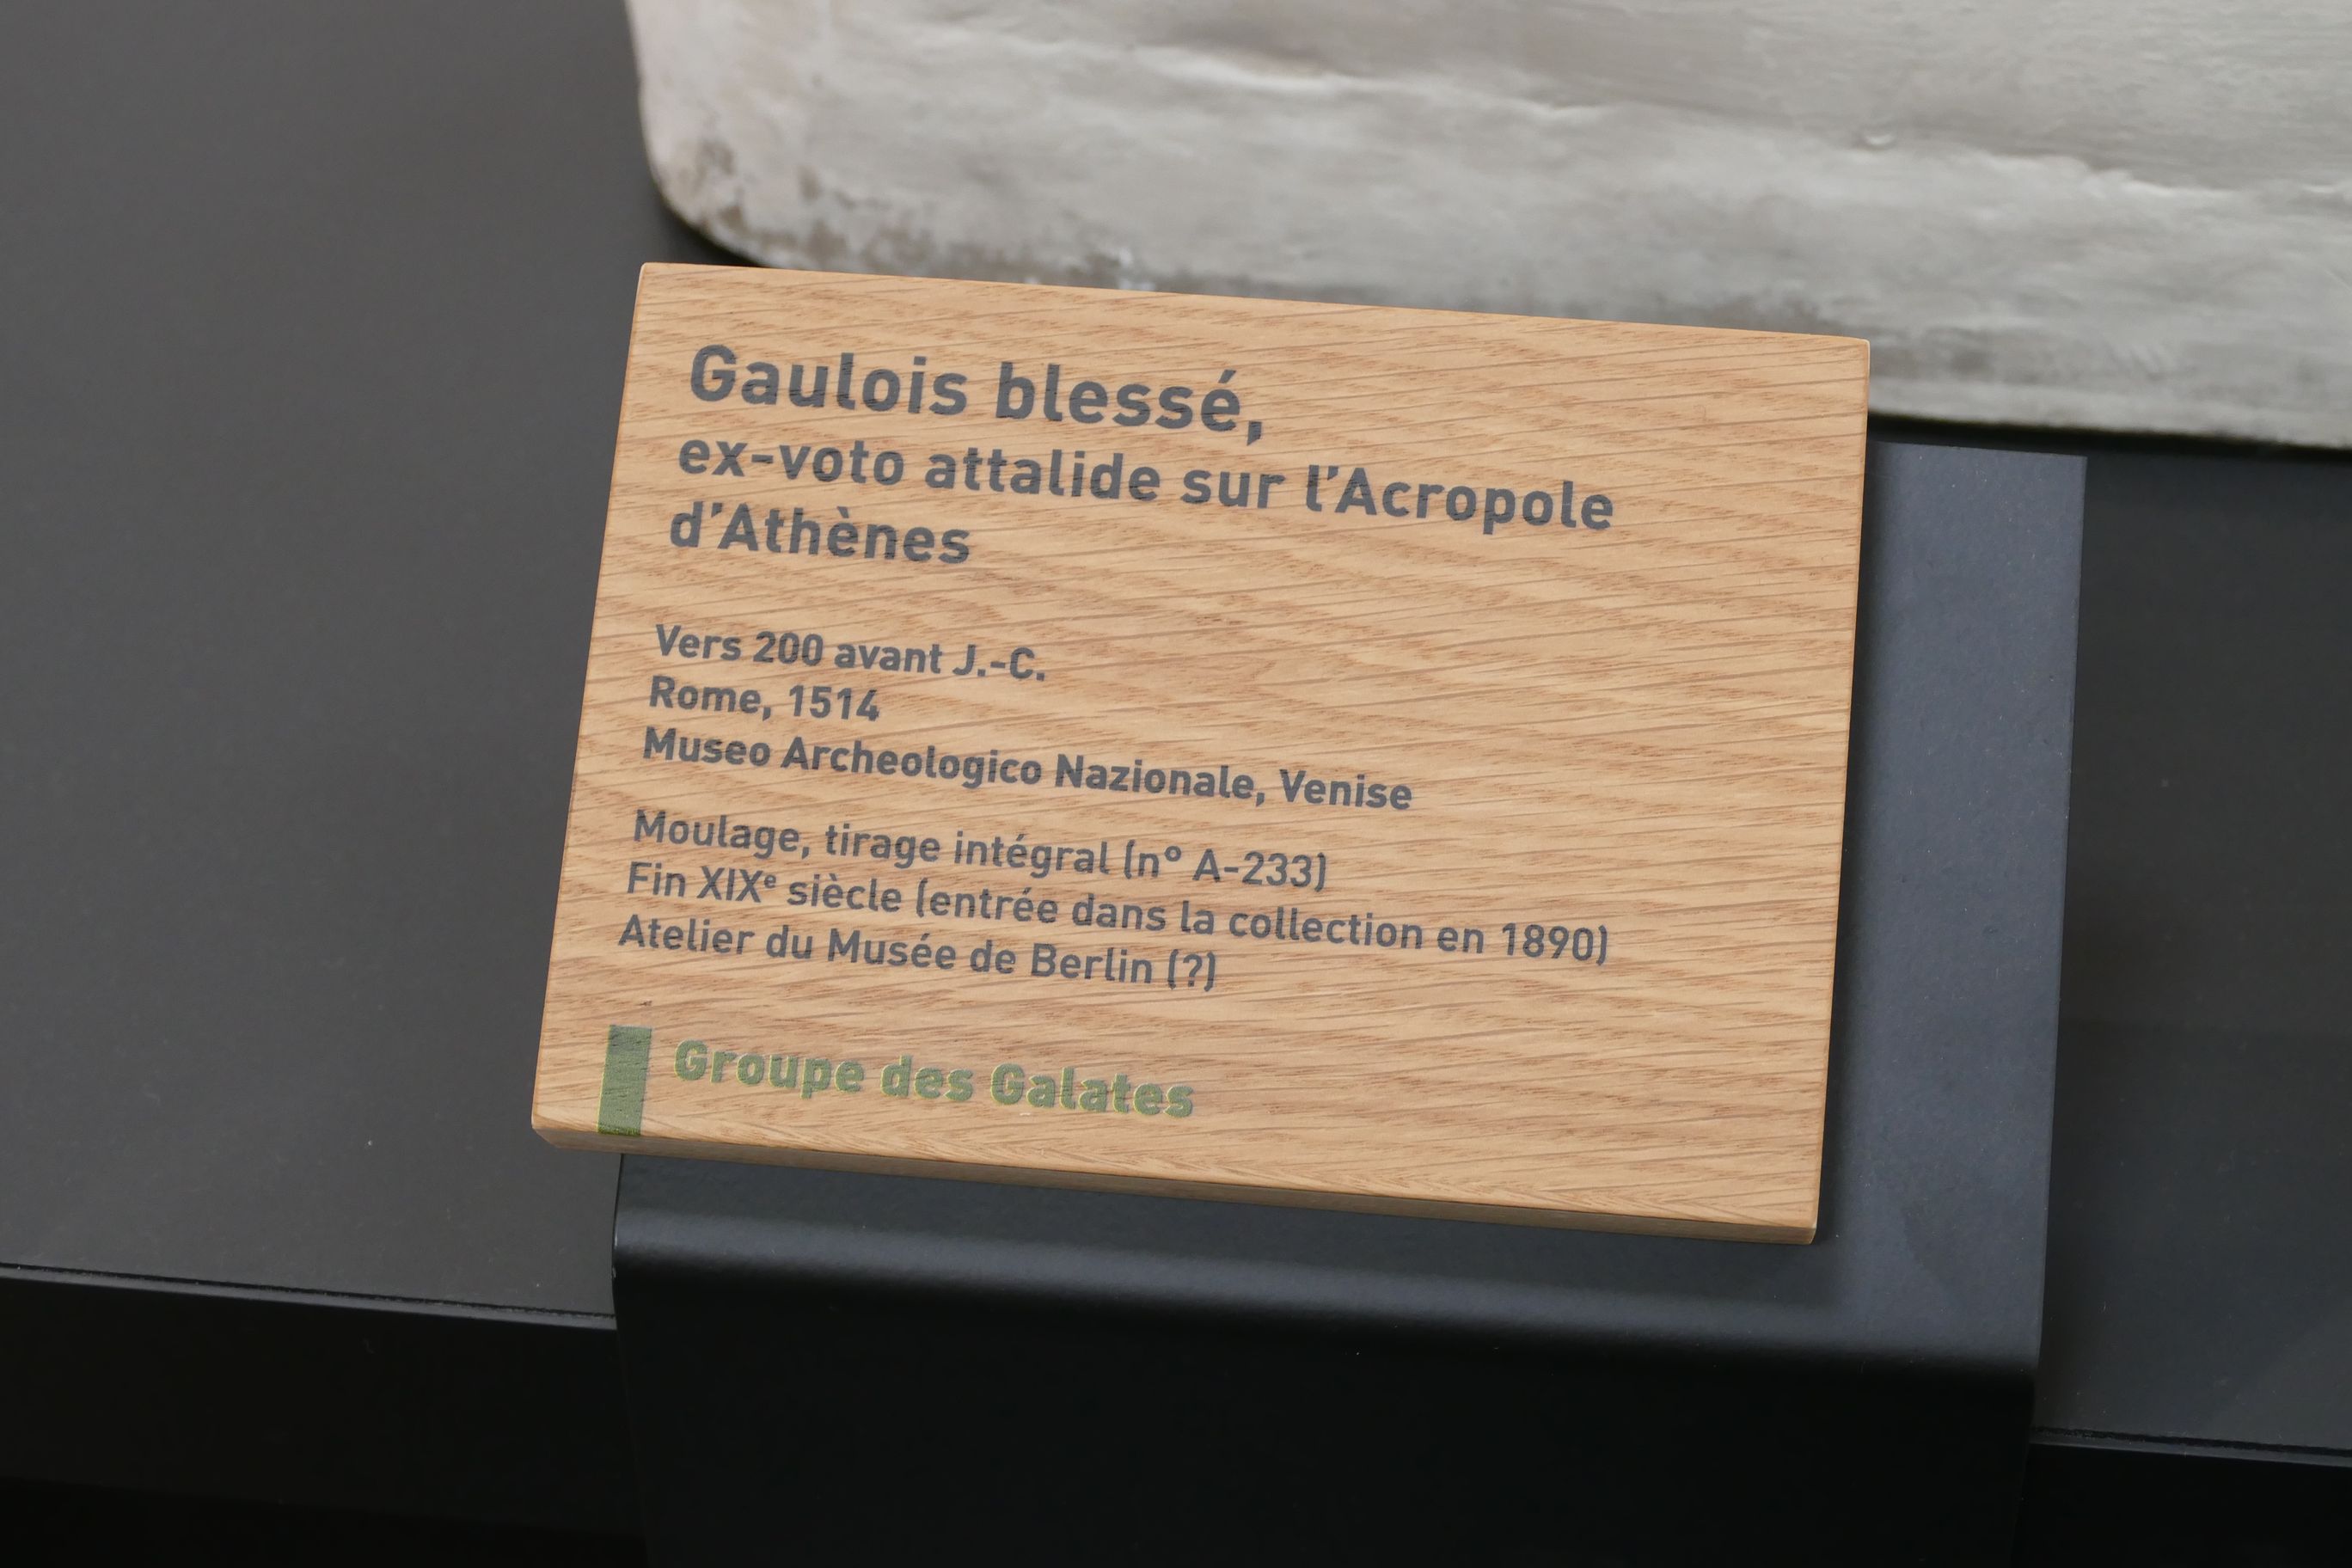 Gaulois blessé,
ex-voto attalide sur l’Acropole
d’Athènes
Vers 200 avant J.-C.
Rome, 1514
Museo Archeologico Nazionale, Venise
Moulage, tirage intégral (n° A-233)
Fin XIXᵉ siècle (entrée dans la collection en 1890)
Atelier du Musée de Berlin (?)
Groupe des Galates